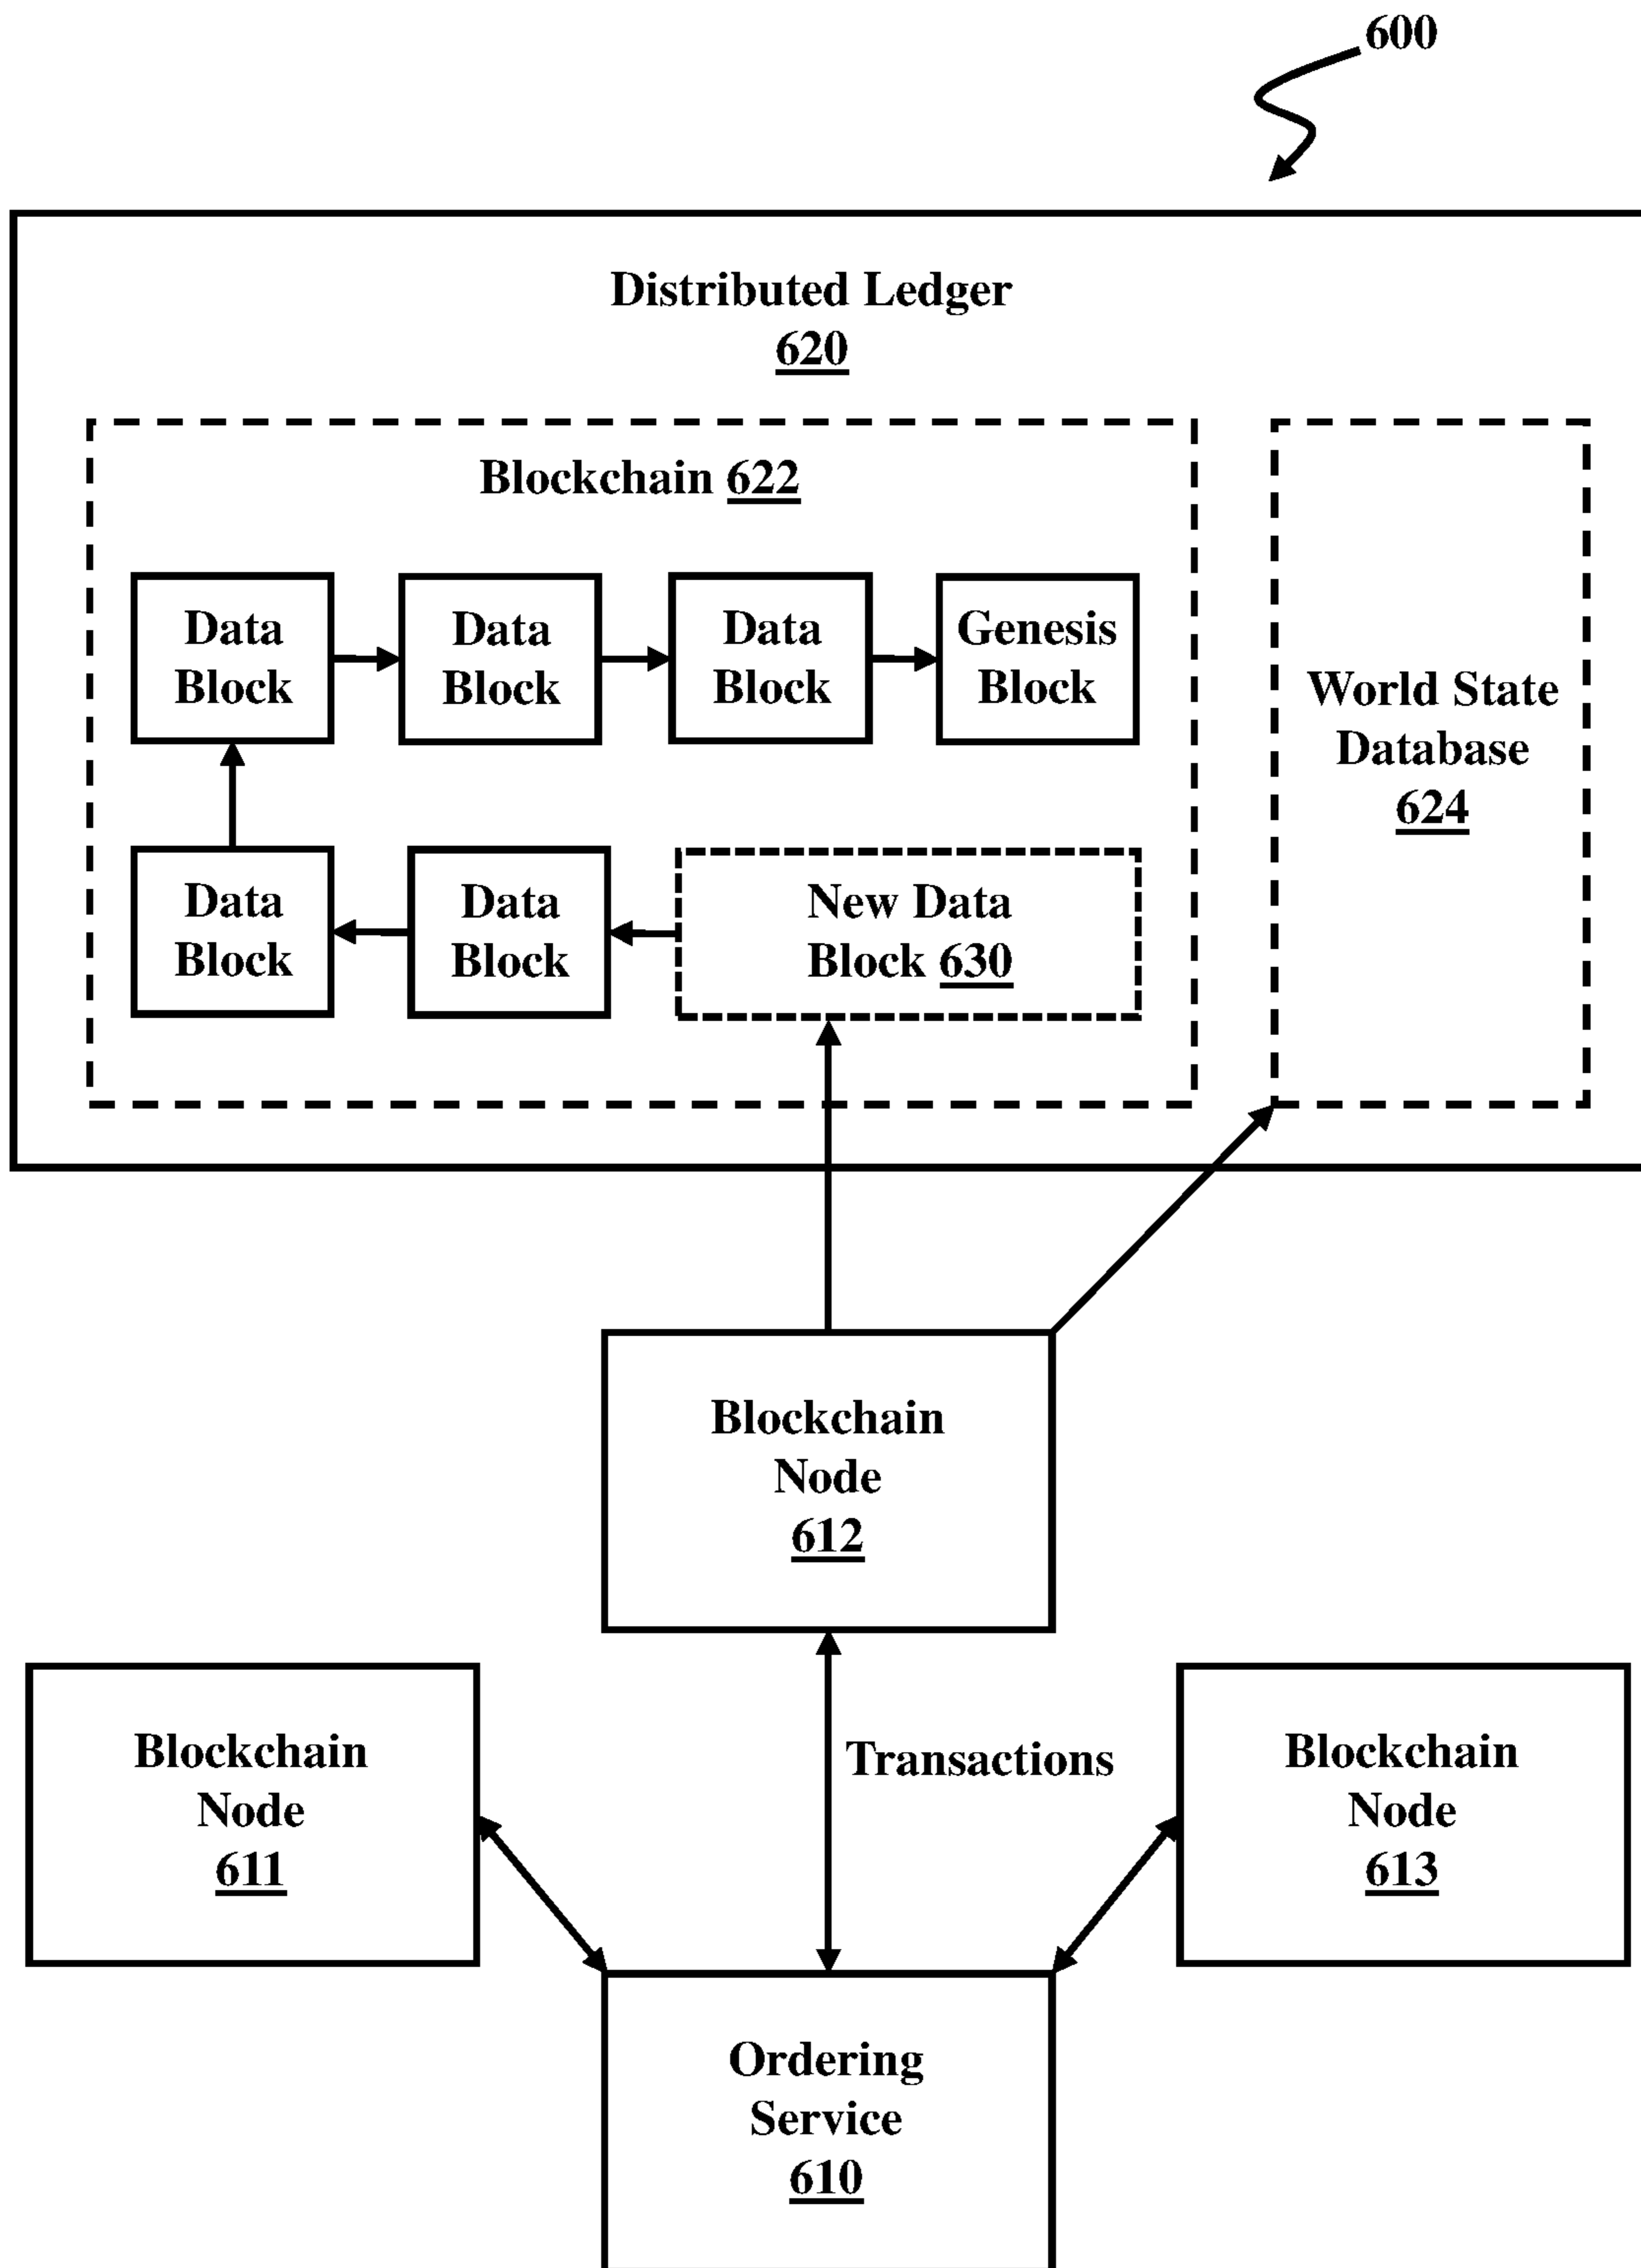 600
Distributed Ledger
620
Blockchain 622
Data
Block
Data
Block
Data
Block
Genesis
Block
World State
Database
624
Data
Block
Data
Block
New Data
Block 630
Blockchain
Node
612
Transactions
Blockchain
Node
611
Blockchain
Node
613
Ordering
Service
610